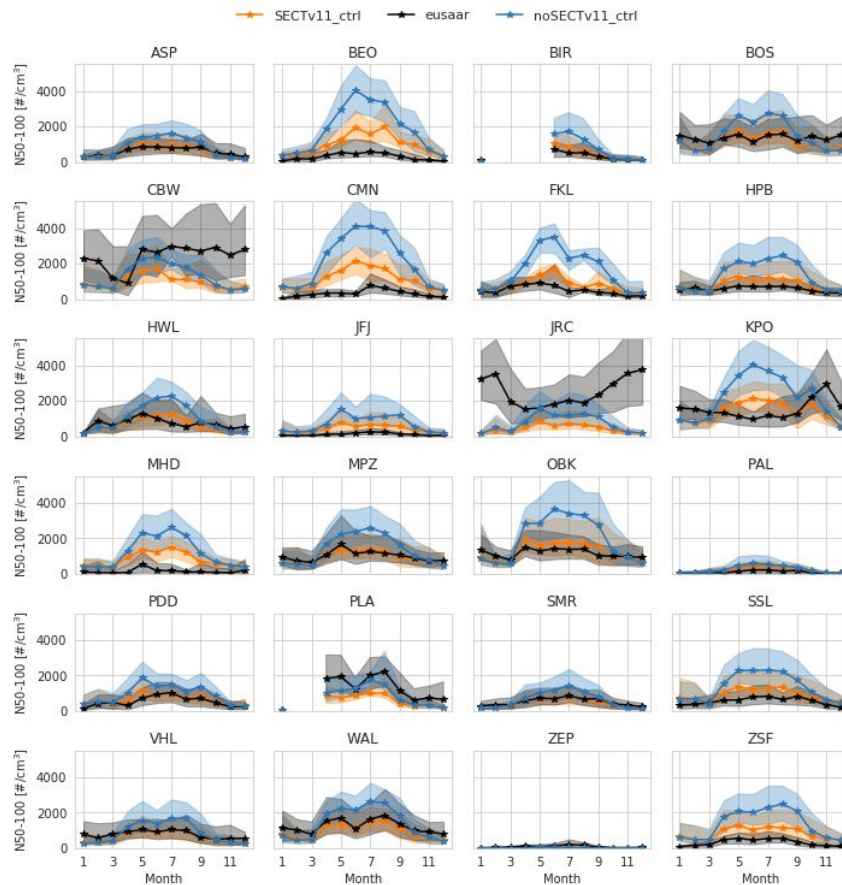 SECTv11_ctrl eusaar noSECTv11_ctrl
ASP BEO BIR BOS
N50-100 [#/cm³]
4000
2000
0
CBW CMN FKL HPB
N50-100 [#/cm³]
4000
2000
0
HWL JFJ JRC KPO
N50-100 [#/cm³]
4000
2000
0
MHD MPZ OBK PAL
N50-100 [#/cm³]
4000
2000
0
PDD PLA SMR SSL
N50-100 [#/cm³]
4000
2000
0
VHL WAL ZEP ZSF
N50-100 [#/cm³]
4000
2000
0
1 3 5 7 9 11 1 3 5 7 9 11 1 3 5 7 9 11 1 3 5 7 9 11
Month Month Month Month